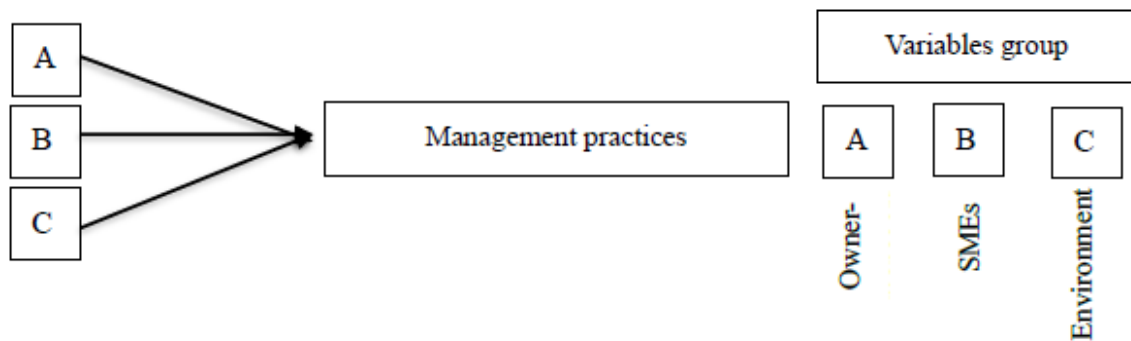 A
B
C
Management practices
Variables group
A
B
C
Owner-
SMEs
Environment